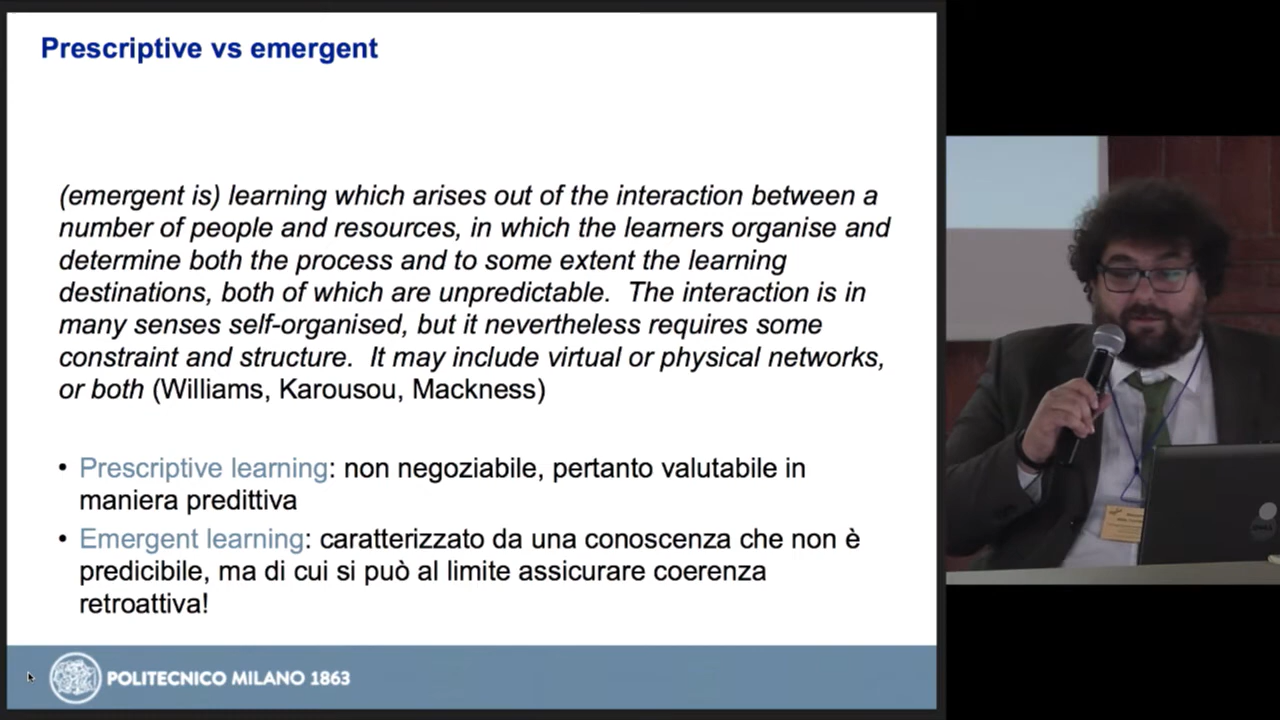 Prescriptive vs emergent
(emergent is) learning which arises out of the interaction between a
number of people and resources, in which the learners organise and
determine both the process and to some extent the learning
destinations, both of which are unpredictable.  The interaction is in
many senses self-organised, but it nevertheless requires some
constraint and structure.  It may include virtual or physical networks,
or both (Williams, Karousou, Mackness)
• Prescriptive learning: non negoziabile, pertanto valutabile in
maniera predittiva
• Emergent learning: caratterizzato da una conoscenza che non è
predicibile, ma di cui si può al limite assicurare coerenza
retroattiva!
POLITECNICO MILANO 1863